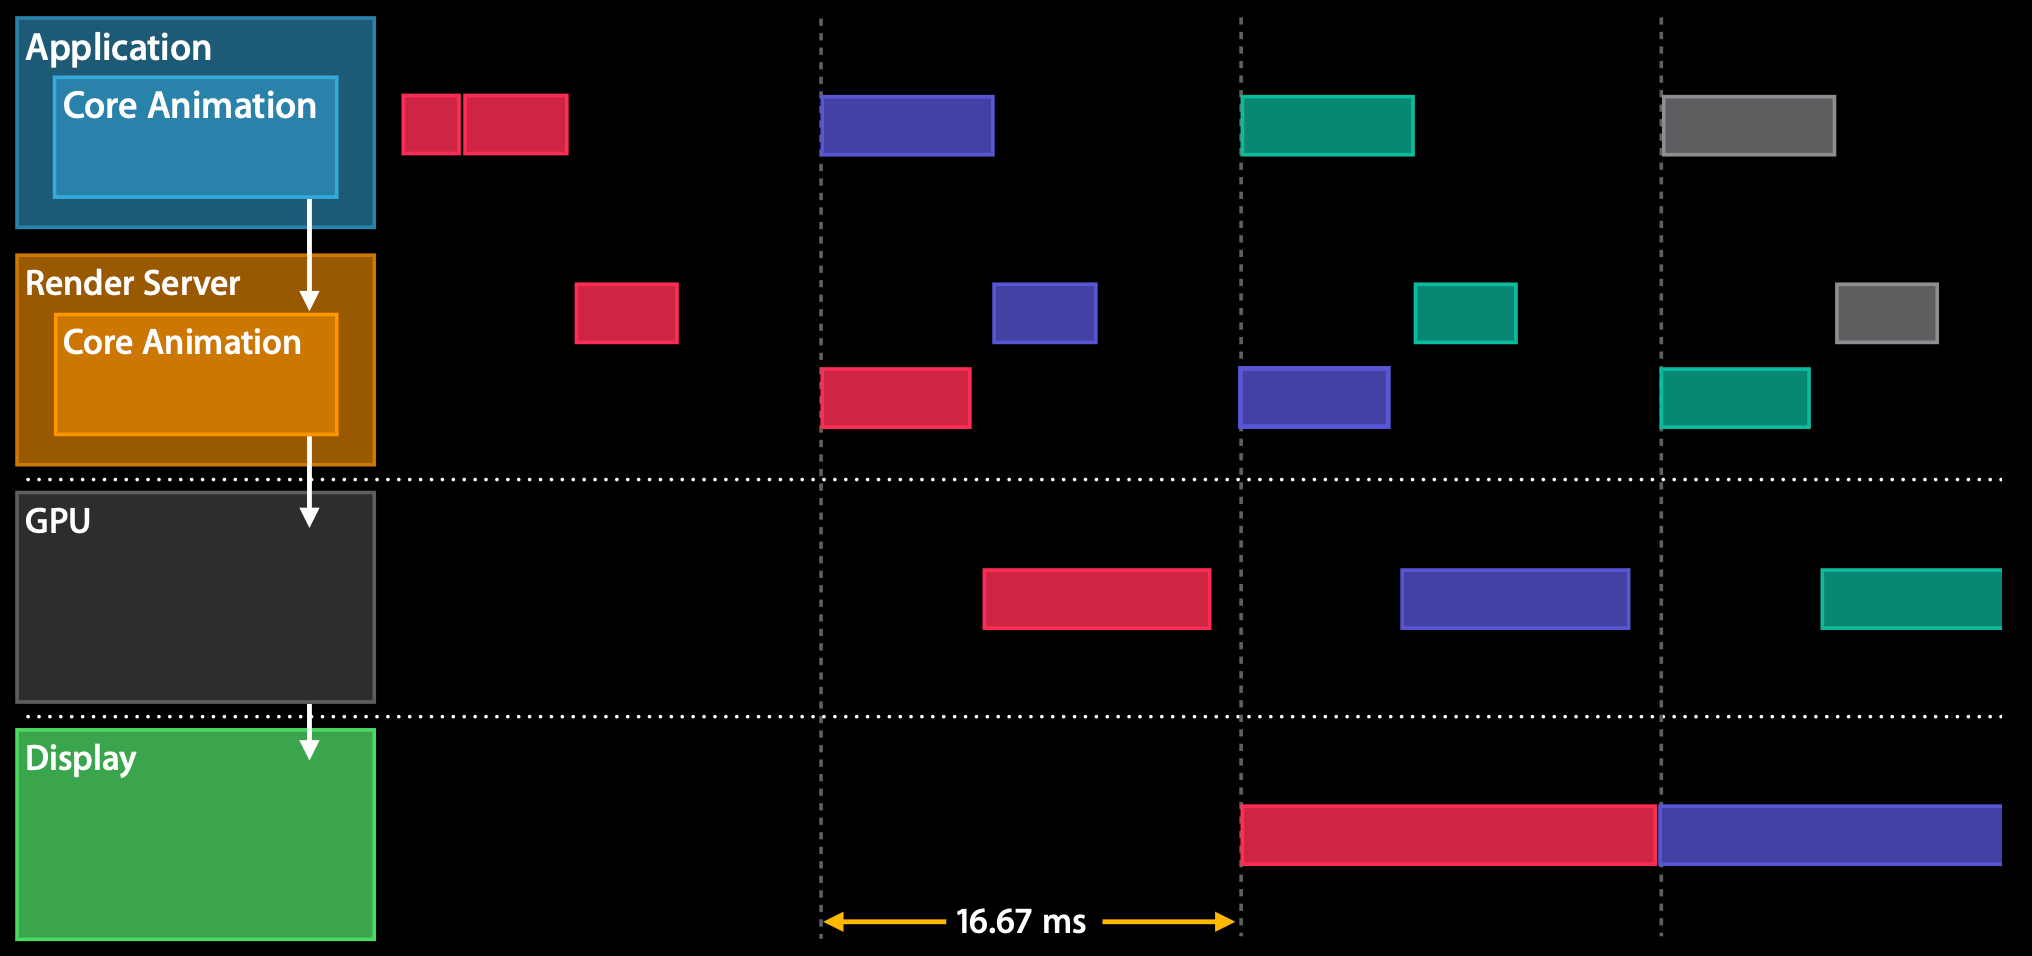 Application
Core Animation
Render Server
Core Animation
GPU
Display
16.67 ms